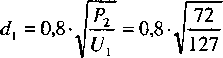 d₁ = 0,8·√(P₂/U₁) = 0,8·√(72/127)